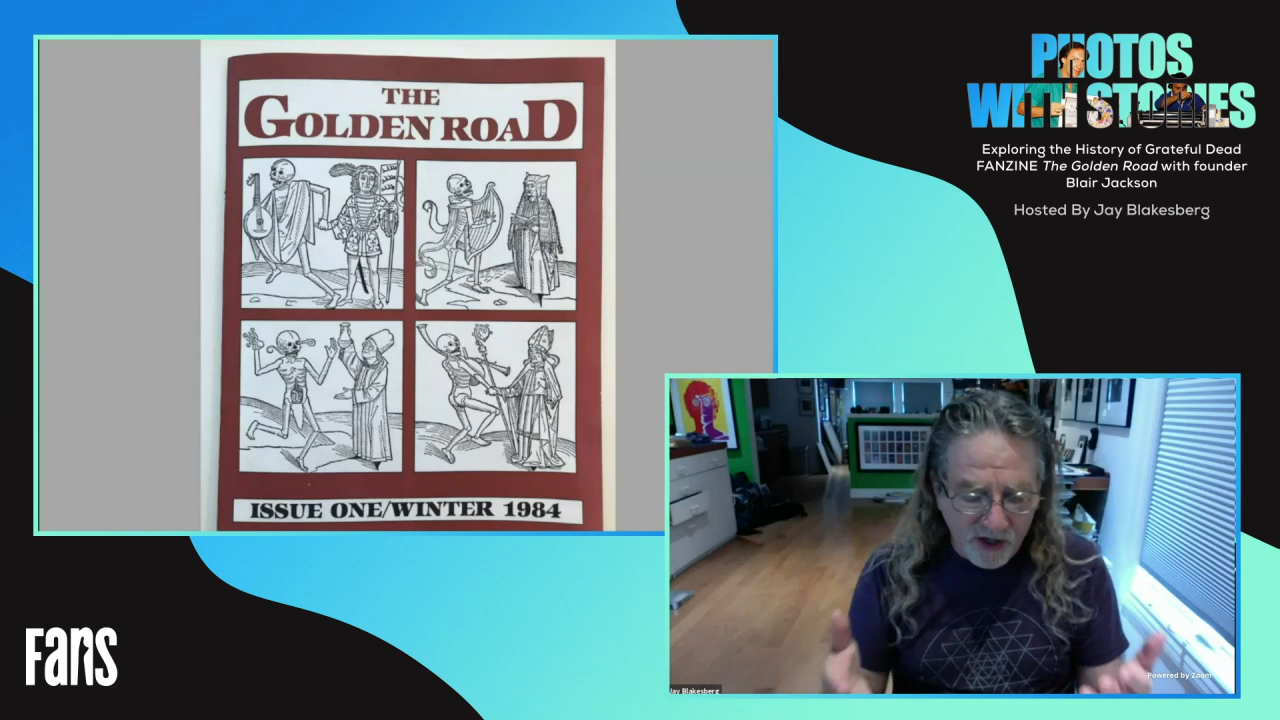 THE
GOLDEN ROAD
ISSUE ONE/WINTER 1984
PHOTOS
WITH STORIES
Exploring the History of Grateful Dead
FANZINE The Golden Road with founder
Blair Jackson
Hosted By Jay Blakesberg
Fans
Jay Blakesberg
Powered by Zoom